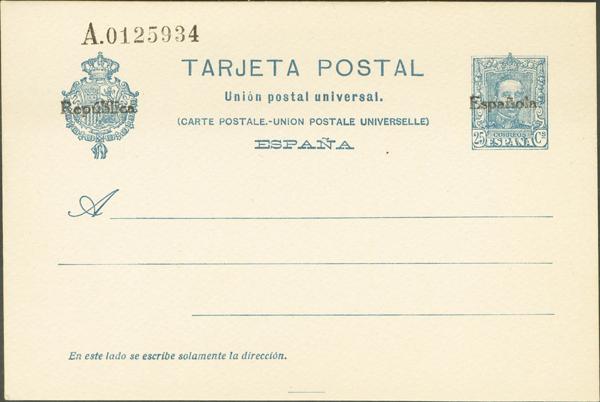 A.0125934
TARJETA POSTAL
Unión postal universal.
(CARTE POSTALE.-UNION POSTALE UNIVERSELLE)
ESPAÑA
República
Española
CORREOS
25 ESPAÑA Cs
A
En este lado se escribe solamente la dirección.